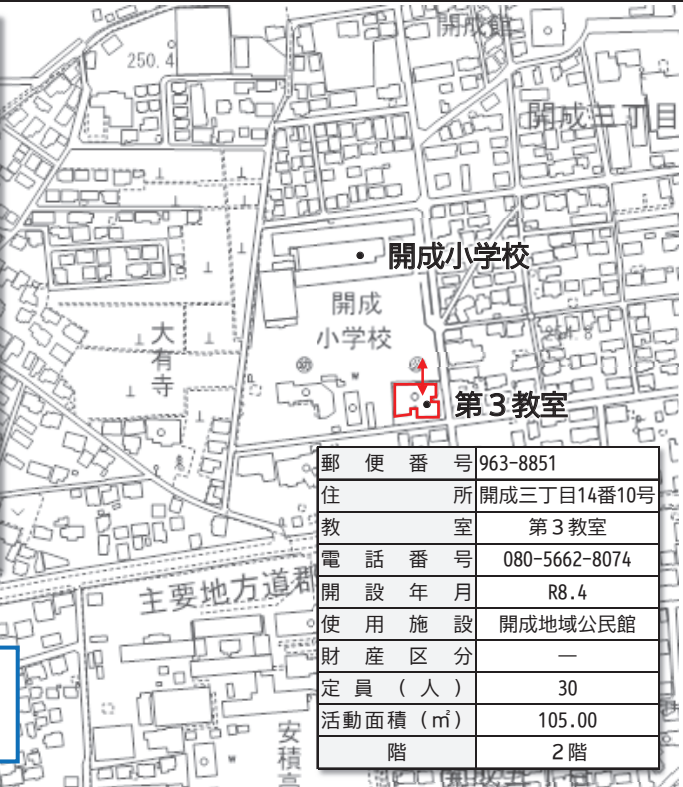 開成館
250.4
開成三丁目
開成小学校
開成
小学校
大有寺
第３教室
主要地方道郡
安積高
郵便番号 963-8851
住所 開成三丁目14番10号
教室 第３教室
電話番号 080-5662-8074
開設年月 R8.4
使用施設 開成地域公民館
財産区分 ―
定員（人） 30
活動面積（㎡） 105.00
階 2階